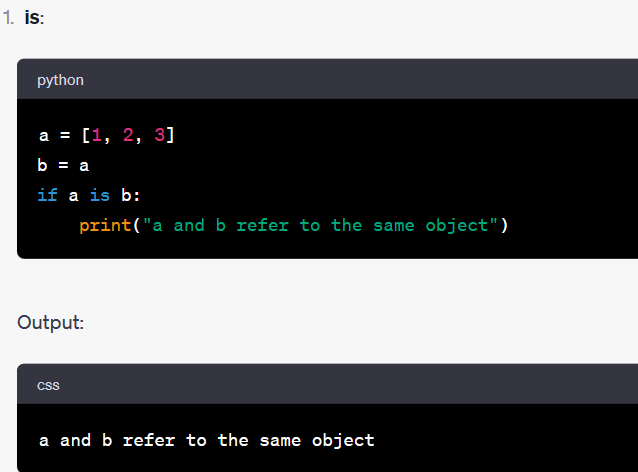 1. is:
python
a = [1, 2, 3]
b = a
if a is b:
    print("a and b refer to the same object")
Output:
css
a and b refer to the same object